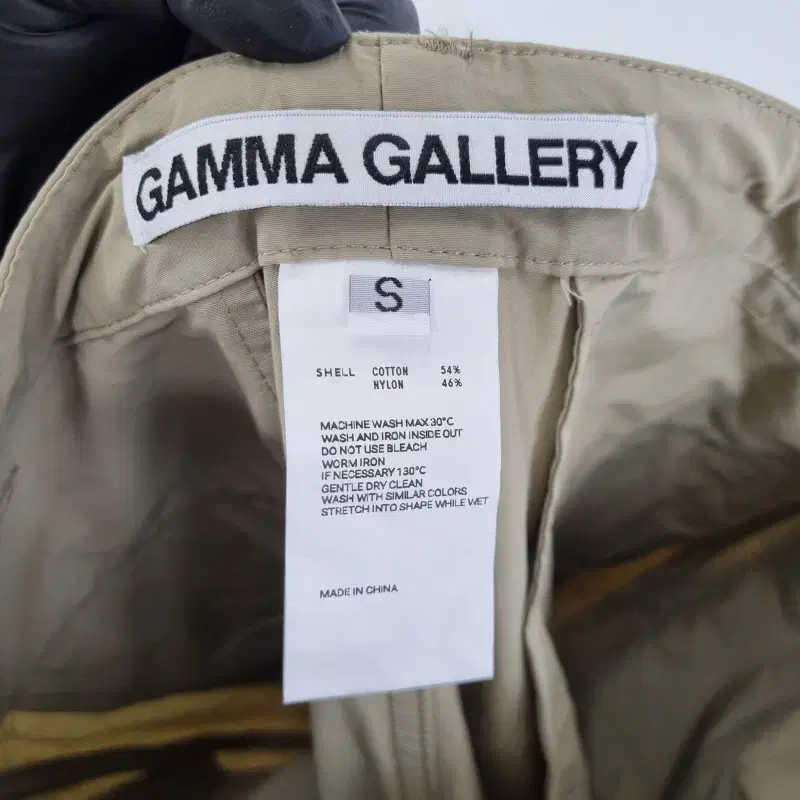 GAMMA GALLERY
S
SHELL COTTON 54%
NYLON 46%
MACHINE WASH MAX 30°C
WASH AND IRON INSIDE OUT
DO NOT USE BLEACH
WORM IRON
IF NECESSARY 130°C
GENTLE DRY CLEAN
WASH WITH SIMILAR COLORS
STRETCH INTO SHAPE WHILE WET
MADE IN CHINA